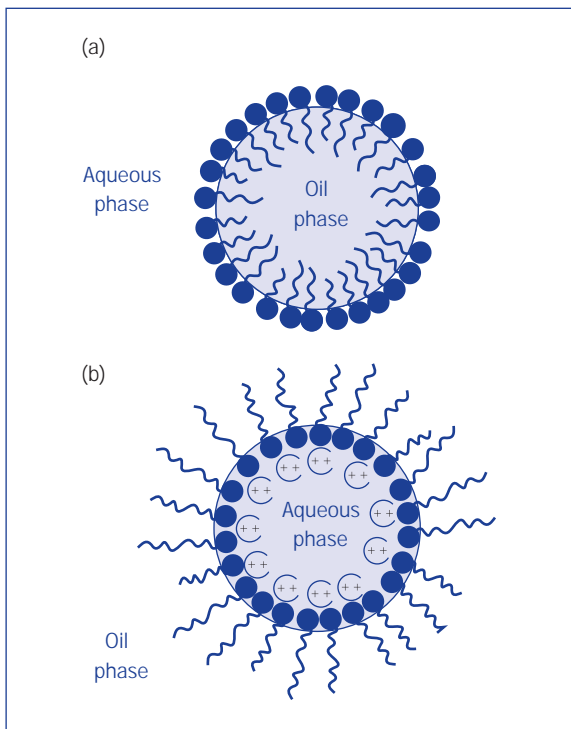 (a)
Aqueous
phase
Oil
phase
(b)
+ +
+ +
+ +
+ +
+ +
Aqueous
phase
+ +
+ +
+ +
+ +
+ +
+ +
Oil
phase